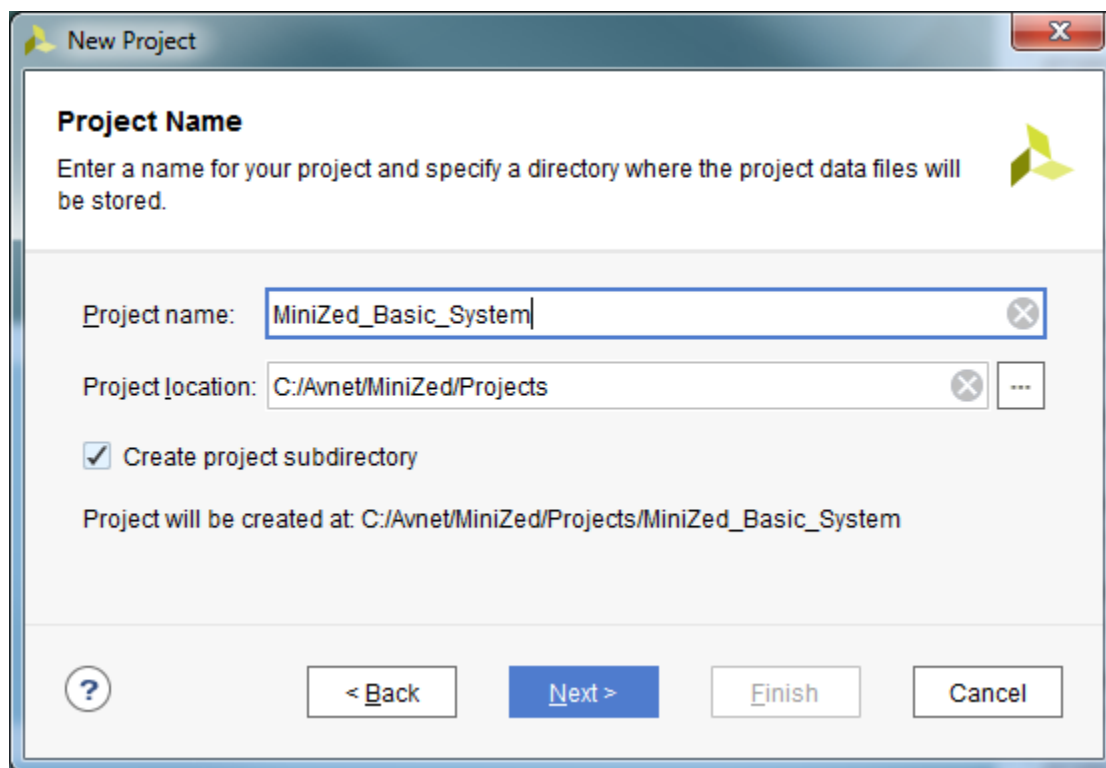 New Project
Project Name
Enter a name for your project and specify a directory where the project data files will
be stored.
Project name: MiniZed_Basic_System
Project location: C:/Avnet/MiniZed/Projects ...
Create project subdirectory
Project will be created at: C:/Avnet/MiniZed/Projects/MiniZed_Basic_System
? < Back Next > Finish Cancel